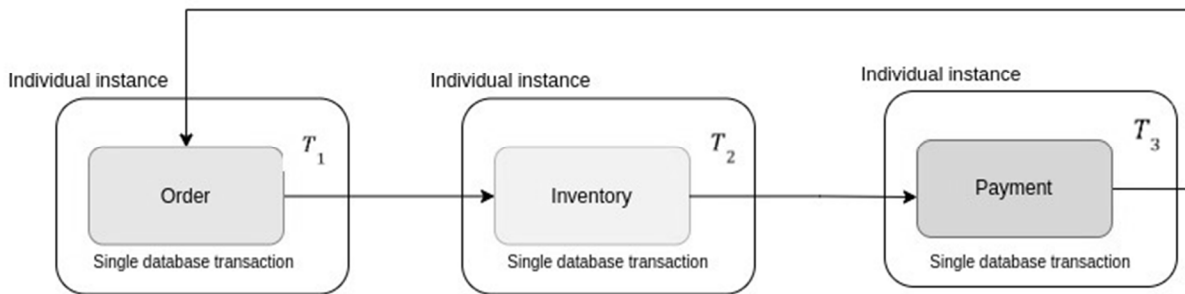 Individual instance
Individual instance
Individual instance
T1
T2
T3
Order
Inventory
Payment
Single database transaction
Single database transaction
Single database transaction